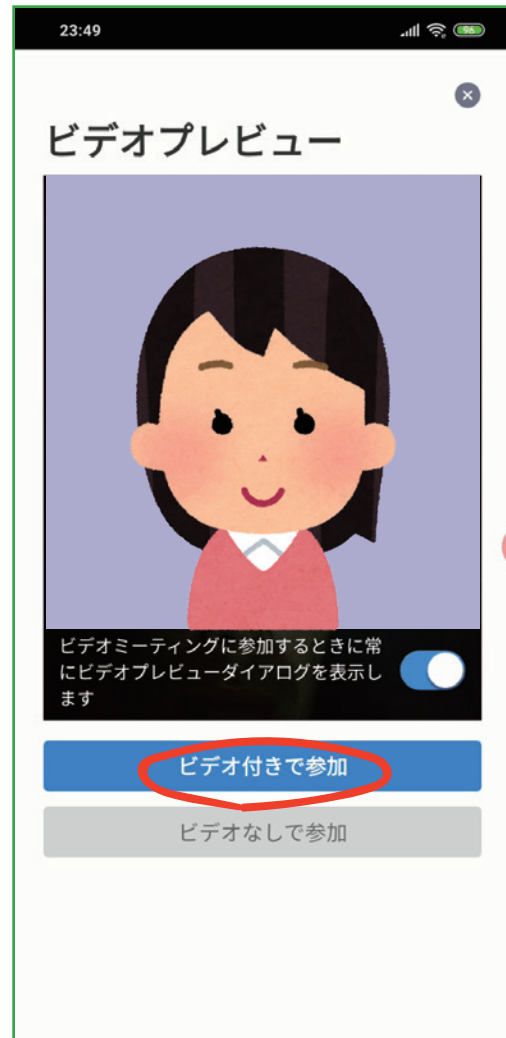 23:49
96
ビデオプレビュー
ビデオミーティングに参加するときに常
にビデオプレビューダイアログを表示し
ます
ビデオ付きで参加
ビデオなしで参加